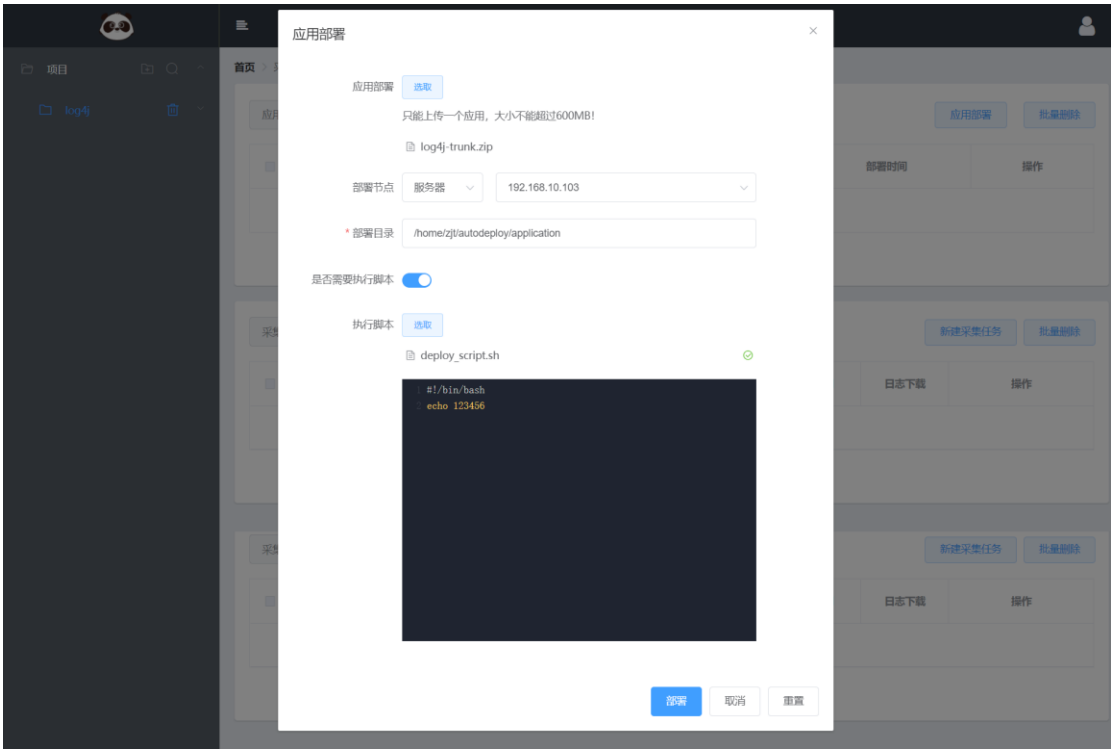 应用部署
项目
首页
log4j
应用部署
选取
只能上传一个应用，大小不能超过600MB!
log4j-trunk.zip
部署节点
服务器
192.168.10.103
* 部署目录
/home/zjt/autodeploy/application
是否需要执行脚本
执行脚本
选取
deploy_script.sh
1 #!/bin/bash
2 echo 123456
部署
取消
重置
应用部署
批量删除
部署时间
操作
新建采集任务
批量删除
日志下载
操作
新建采集任务
批量删除
日志下载
操作